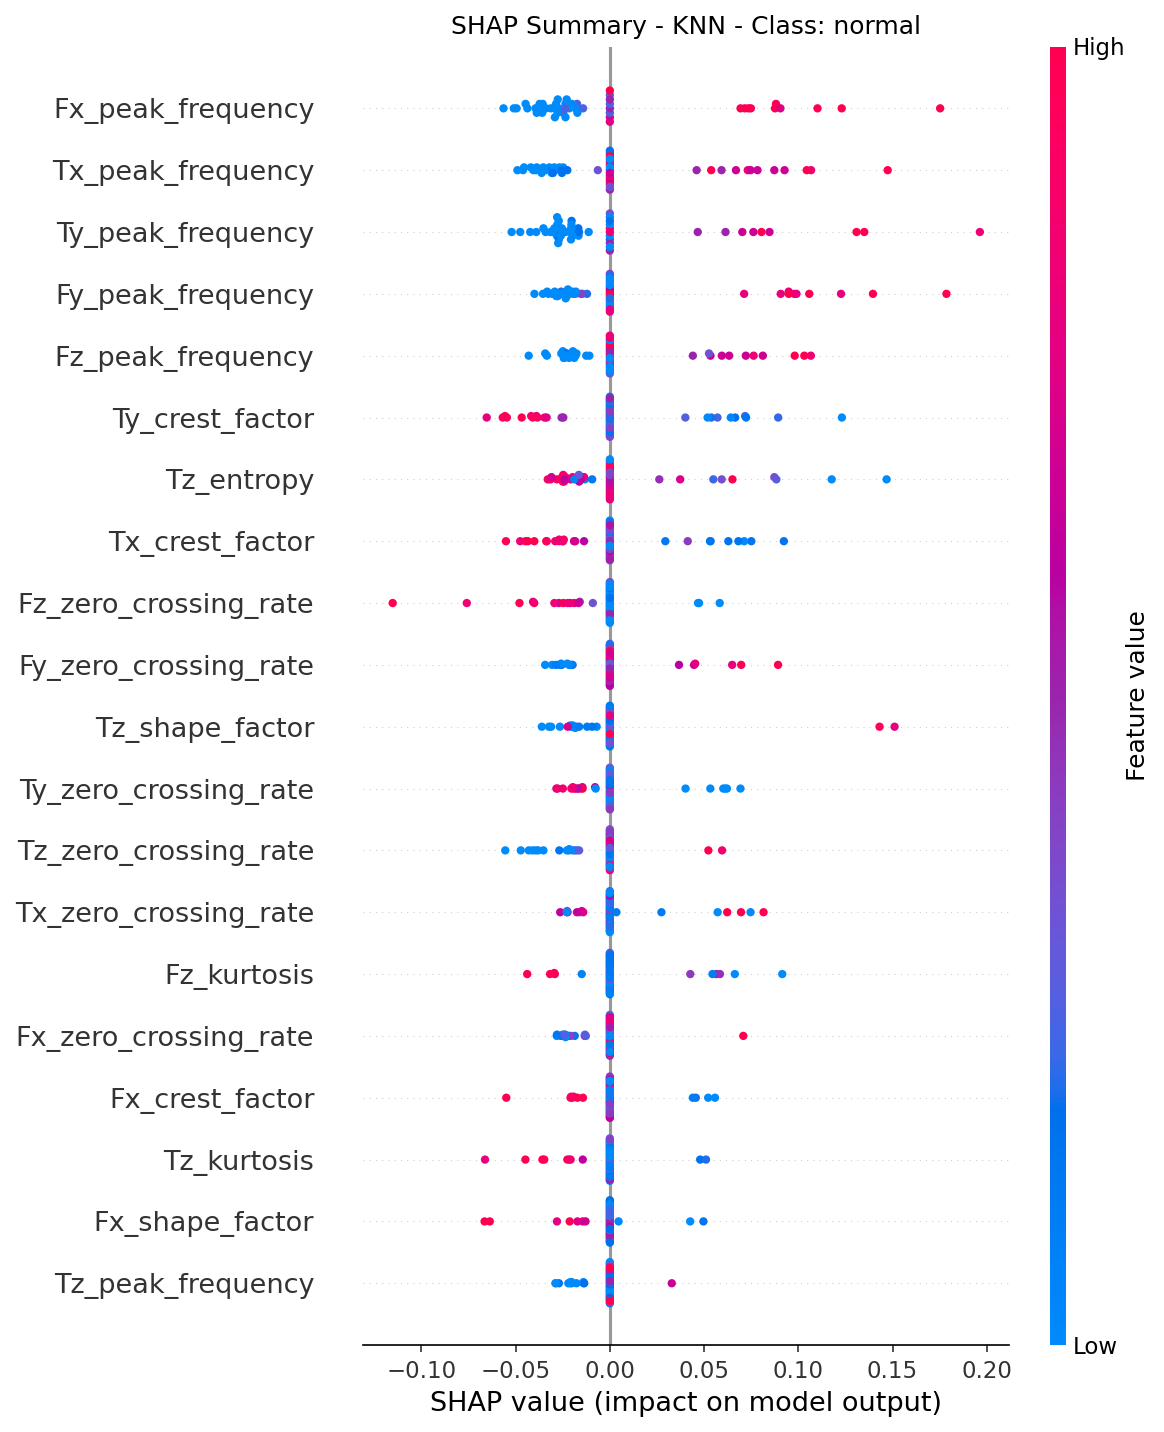 SHAP Summary - KNN - Class: normal
High
Fx_peak_frequency
Tx_peak_frequency
Ty_peak_frequency
Fy_peak_frequency
Fz_peak_frequency
Ty_crest_factor
Tz_entropy
Tx_crest_factor
Fz_zero_crossing_rate
Fy_zero_crossing_rate
Tz_shape_factor
Ty_zero_crossing_rate
Tz_zero_crossing_rate
Tx_zero_crossing_rate
Fz_kurtosis
Fx_zero_crossing_rate
Fx_crest_factor
Tz_kurtosis
Fx_shape_factor
Tz_peak_frequency
Feature value
Low
−0.10 −0.05 0.00 0.05 0.10 0.15 0.20
SHAP value (impact on model output)